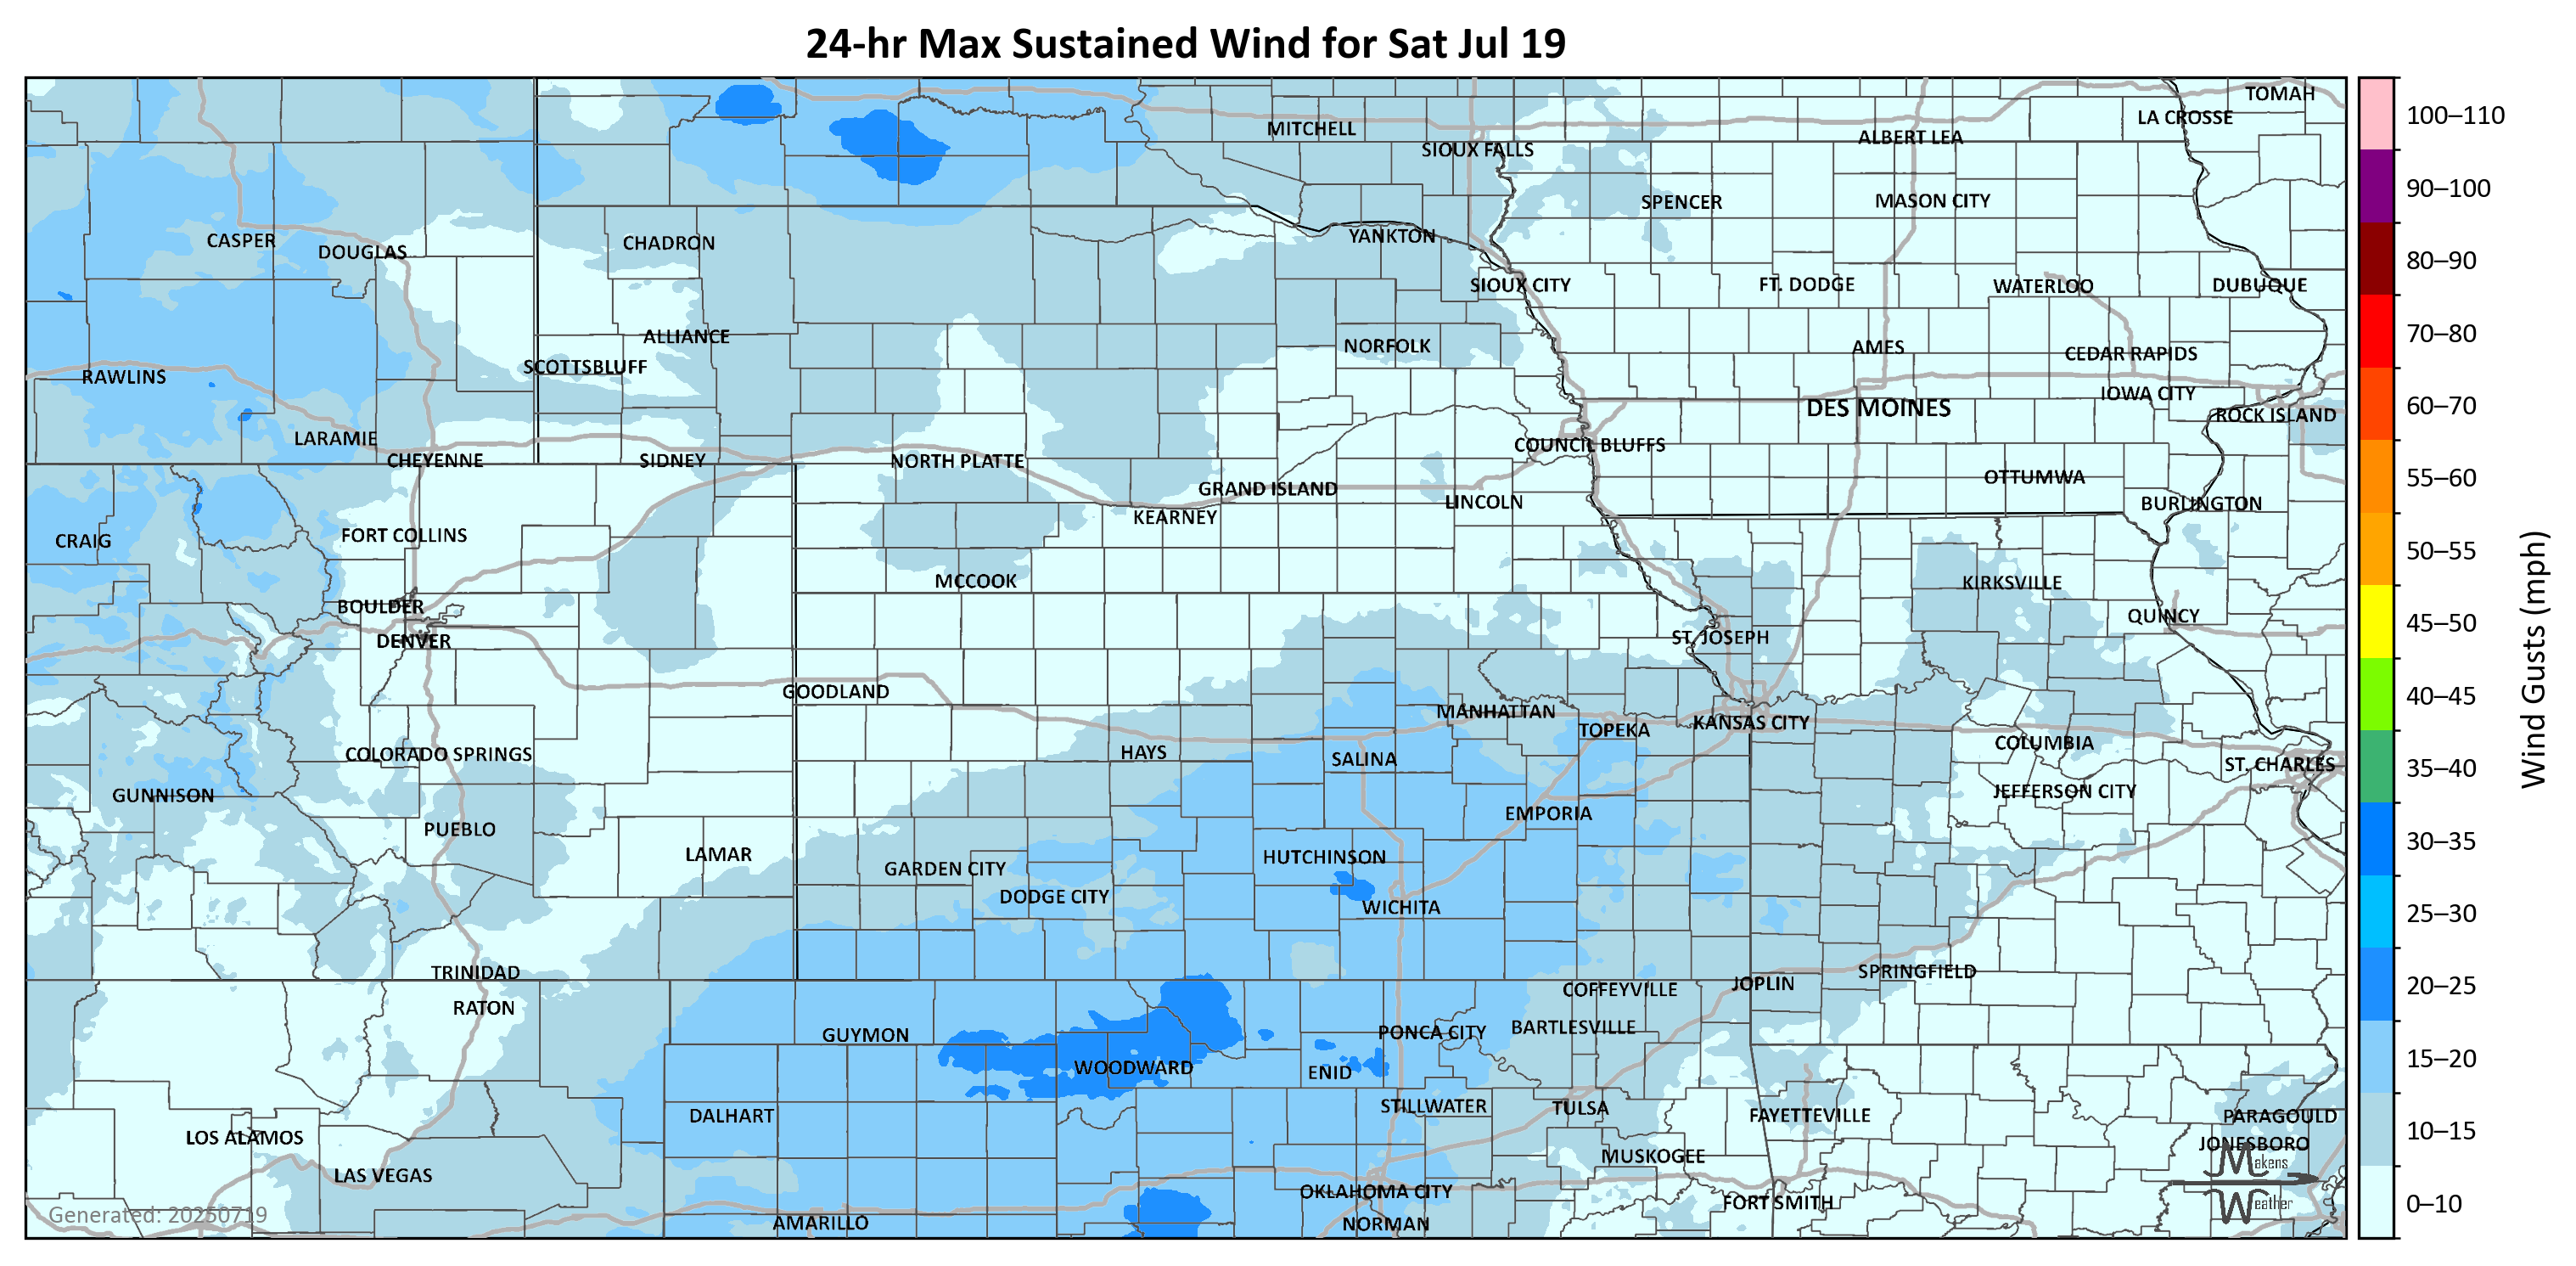 24-hr Max Sustained Wind for Sat Jul 19
TOMAH
LA CROSSE
MITCHELL
ALBERT LEA
SIOUX FALLS
SPENCER
MASON CITY
CASPER
DOUGLAS
CHADRON
YANKTON
SIOUX CITY
FT. DODGE
WATERLOO
DUBUQUE
ALLIANCE
NORFOLK
AMES
CEDAR RAPIDS
SCOTTSBLUFF
RAWLINS
IOWA CITY
DES MOINES
ROCK ISLAND
LARAMIE
COUNCIL BLUFFS
CHEYENNE
SIDNEY
NORTH PLATTE
OTTUMWA
GRAND ISLAND
LINCOLN
BURLINGTON
KEARNEY
CRAIG
FORT COLLINS
MCCOOK
KIRKSVILLE
BOULDER
QUINCY
DENVER
ST. JOSEPH
GOODLAND
MANHATTAN
TOPEKA
KANSAS CITY
COLUMBIA
COLORADO SPRINGS
HAYS
SALINA
ST. CHARLES
GUNNISON
JEFFERSON CITY
EMPORIA
PUEBLO
LAMAR
HUTCHINSON
GARDEN CITY
DODGE CITY
WICHITA
TRINIDAD
SPRINGFIELD
JOPLIN
COFFEYVILLE
RATON
GUYMON
PONCA CITY
BARTLESVILLE
WOODWARD
ENID
DALHART
STILLWATER
TULSA
FAYETTEVILLE
PARAGOULD
LOS ALAMOS
JONESBORO
MUSKOGEE
LAS VEGAS
OKLAHOMA CITY
FORT SMITH
AMARILLO
NORMAN
Generated: 20250719
Makens
Weather
100–110
90–100
80–90
70–80
60–70
55–60
50–55
45–50
40–45
35–40
30–35
25–30
20–25
15–20
10–15
0–10
Wind Gusts (mph)